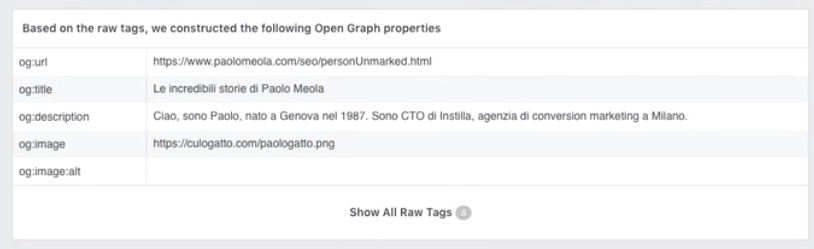 Based on the raw tags, we constructed the following Open Graph properties
og:url https://www.paolomeola.com/seo/personUnmarked.html
og:title Le incredibili storie di Paolo Meola
og:description Ciao, sono Paolo, nato a Genova nel 1987. Sono CTO di Instilla, agenzia di conversion marketing a Milano.
og:image https://culogatto.com/paologatto.png
og:image:alt
Show All Raw Tags 8